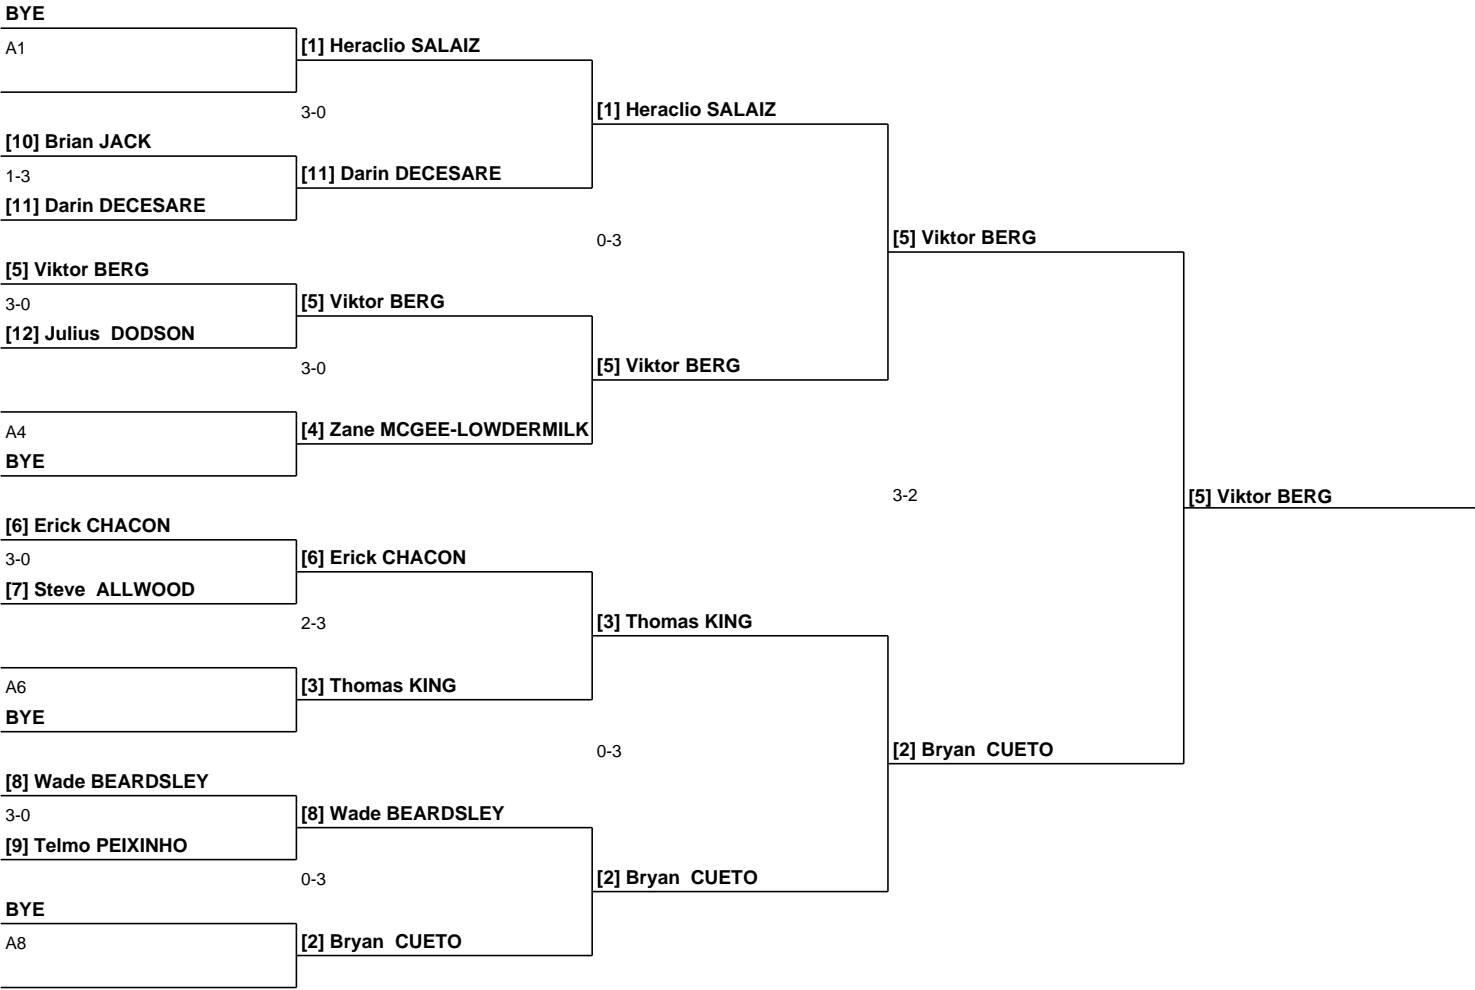 BYE
A1
[1] Heraclio SALAIZ
3-0
[1] Heraclio SALAIZ
[10] Brian JACK
1-3
[11] Darin DECESARE
[11] Darin DECESARE
0-3
[5] Viktor BERG
[5] Viktor BERG
3-0
[5] Viktor BERG
[12] Julius  DODSON
3-0
[5] Viktor BERG
A4
[4] Zane MCGEE-LOWDERMILK
BYE
3-2
[5] Viktor BERG
[6] Erick CHACON
3-0
[6] Erick CHACON
[7] Steve  ALLWOOD
2-3
[3] Thomas KING
A6
[3] Thomas KING
BYE
0-3
[2] Bryan  CUETO
[8] Wade BEARDSLEY
3-0
[8] Wade BEARDSLEY
[9] Telmo PEIXINHO
0-3
[2] Bryan  CUETO
BYE
A8
[2] Bryan  CUETO